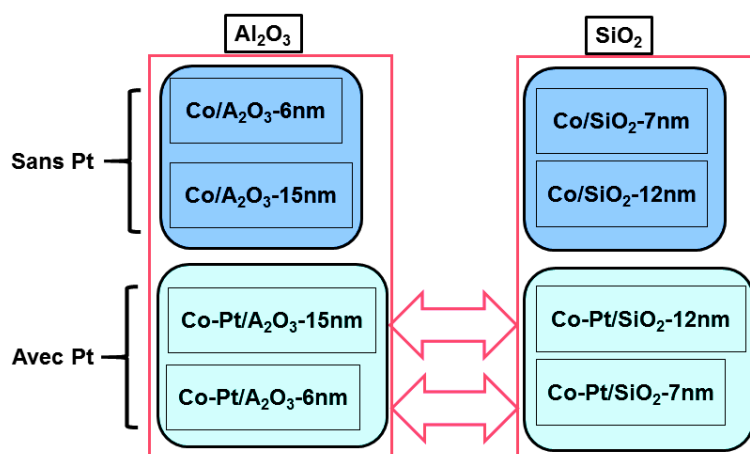 Al₂O₃
SiO₂
Sans Pt
Co/A₂O₃-6nm
Co/A₂O₃-15nm
Co/SiO₂-7nm
Co/SiO₂-12nm
Avec Pt
Co-Pt/A₂O₃-15nm
Co-Pt/A₂O₃-6nm
Co-Pt/SiO₂-12nm
Co-Pt/SiO₂-7nm